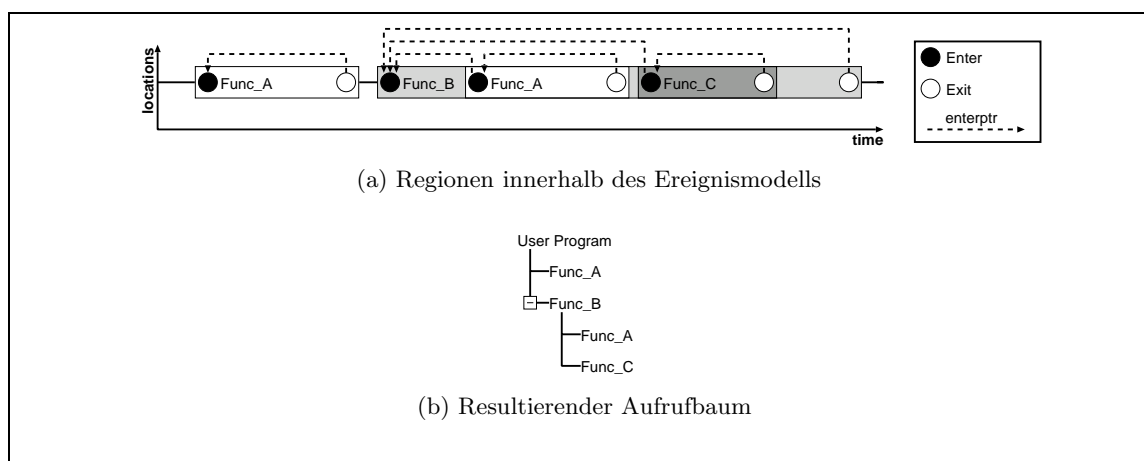 locations
Func_A
Func_B
Func_A
Func_C
time
Enter
Exit
enterptr
(a) Regionen innerhalb des Ereignismodells
User Program
Func_A
Func_B
Func_A
Func_C
(b) Resultierender Aufrufbaum